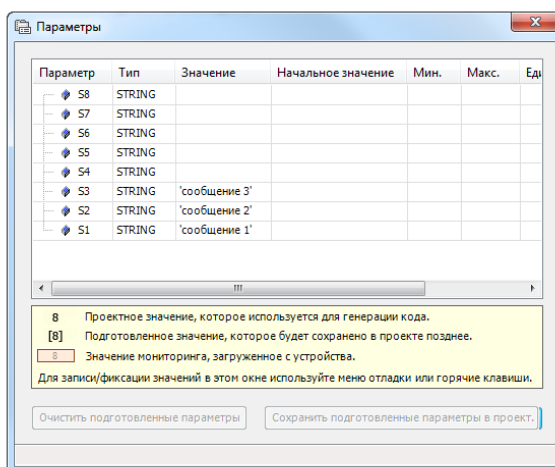 Параметры
Параметр Тип Значение Начальное значение Мин. Макс. Еди
S8 STRING
S7 STRING
S6 STRING
S5 STRING
S4 STRING
S3 STRING 'сообщение 3'
S2 STRING 'сообщение 2'
S1 STRING 'сообщение 1'
8 Проектное значение, которое используется для генерации кода.
[8] Подготовленное значение, которое будет сохранено в проекте позднее.
8 Значение мониторинга, загруженное с устройства.
Для записи/фиксации значений в этом окне используйте меню отладки или горячие клавиши.
Очистить подготовленные параметры Сохранить подготовленные параметры в проект.